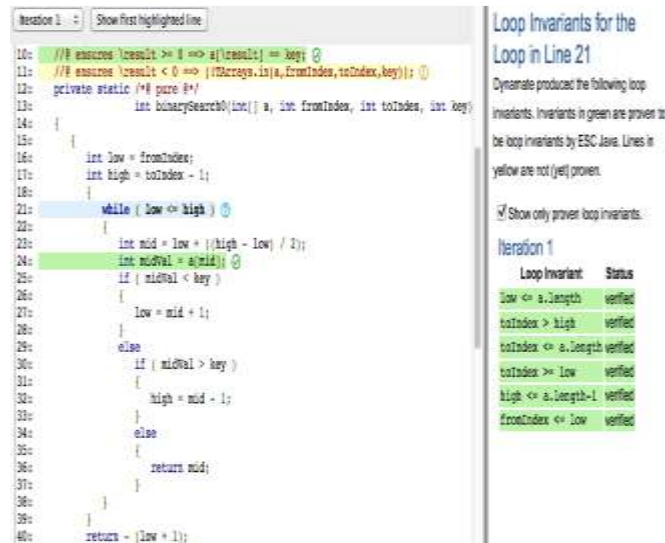 Iteration 1
Show first highlighted line
10: //@ ensures \result >= 0 ==> a[\result] == key;
11: //@ ensures \result < 0 ==> |(TArrays.in(a,fromIndex,toIndex,key));
12: private static /*@ pure @*/
13: int binarySearch0(int[] a, int fromIndex, int toIndex, int key)
14: {
15: {
16: int low = fromIndex;
17: int high = toIndex - 1;
18: {
21: while ( low <= high )
22: {
23: int mid = low + ((high - low) / 2);
24: int midVal = a[mid];
25: if ( midVal < key )
26: {
27: low = mid + 1;
28: }
29: else
30: if ( midVal > key )
31: {
32: high = mid - 1;
33: }
34: else
35: {
36: return mid;
37: }
38: }
39: }
40: return - (low + 1);
Loop Invariants for the
Loop in Line 21
Dynamate produced the following loop
invariants. Invariants in green are proven to
be loop invariants by ESC Java. Lines in
yellow are not (yet) proven.
Show only proven loop invariants.
Iteration 1
Loop Invariant Status
low <= a.length verified
toIndex > high verified
toIndex <= a.length verified
toIndex >= low verified
high <= a.length-1 verified
fromIndex <= low verified